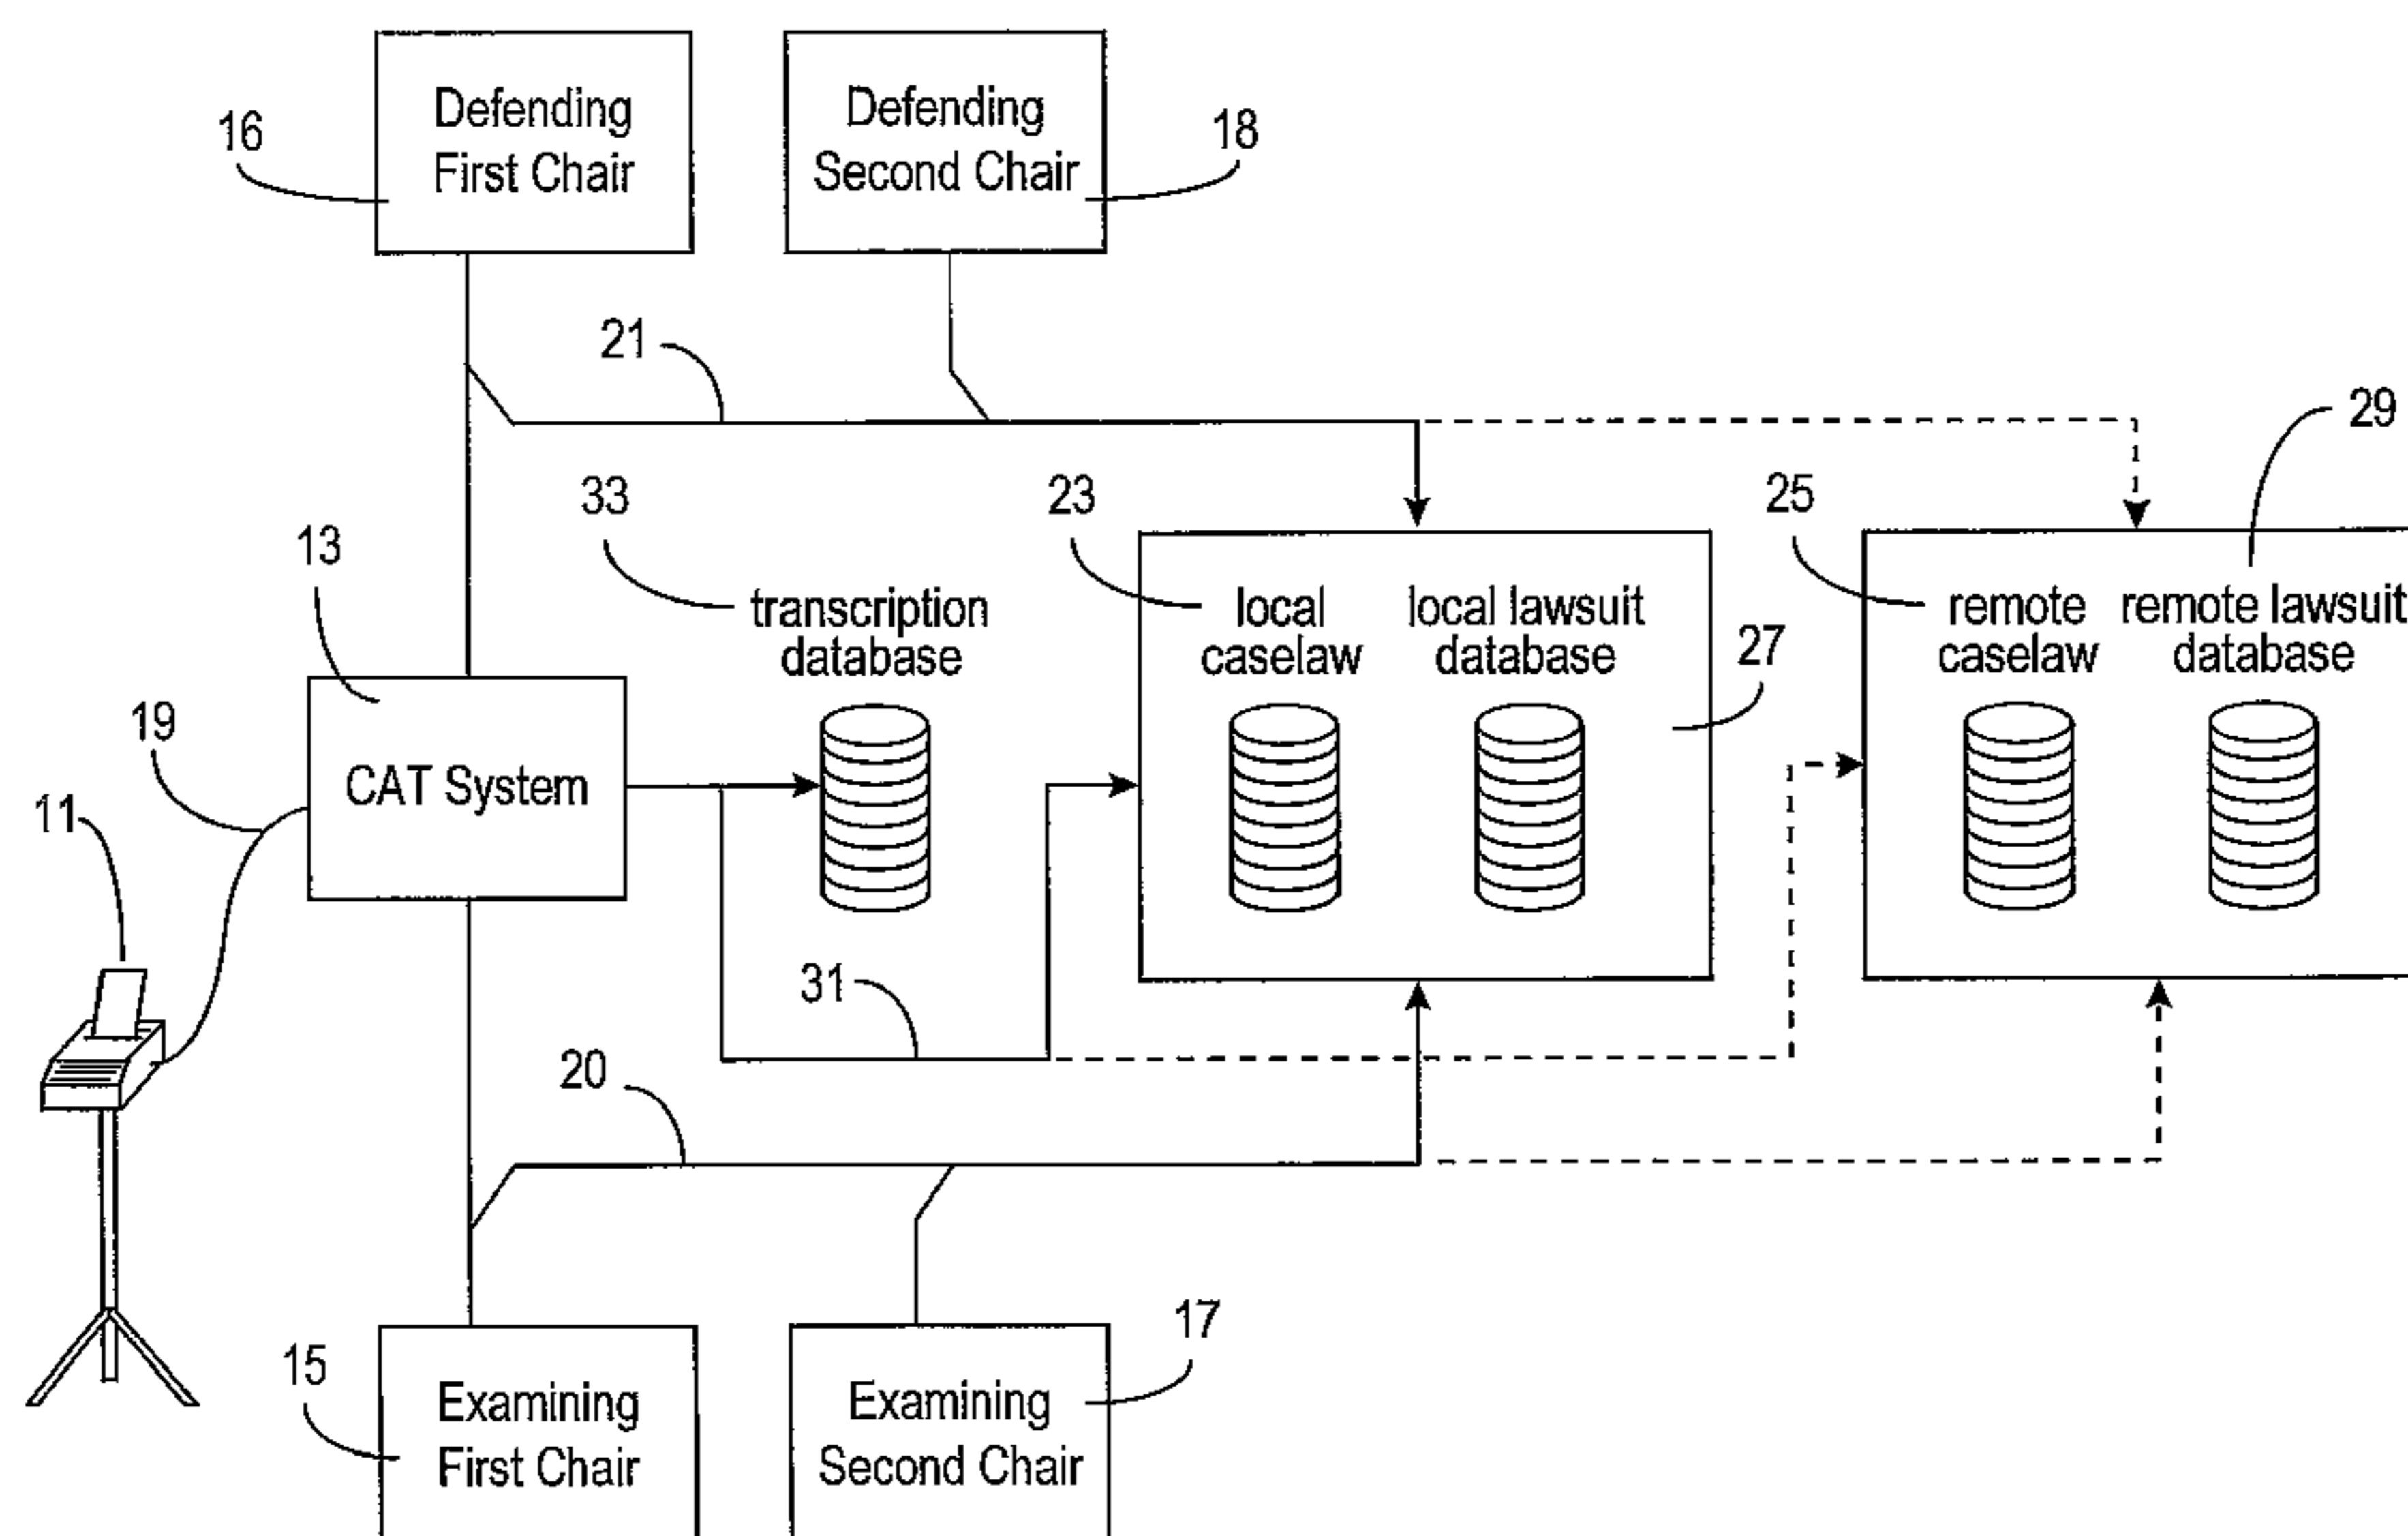 Defending
First Chair
Defending
Second Chair
16
18
21
29
33
23
25
13
transcription
database
local
caselaw
local lawsuit
database
remote
caselaw
remote lawsuit
database
27
19
CAT System
11
31
20
17
15
Examining
First Chair
Examining
Second Chair